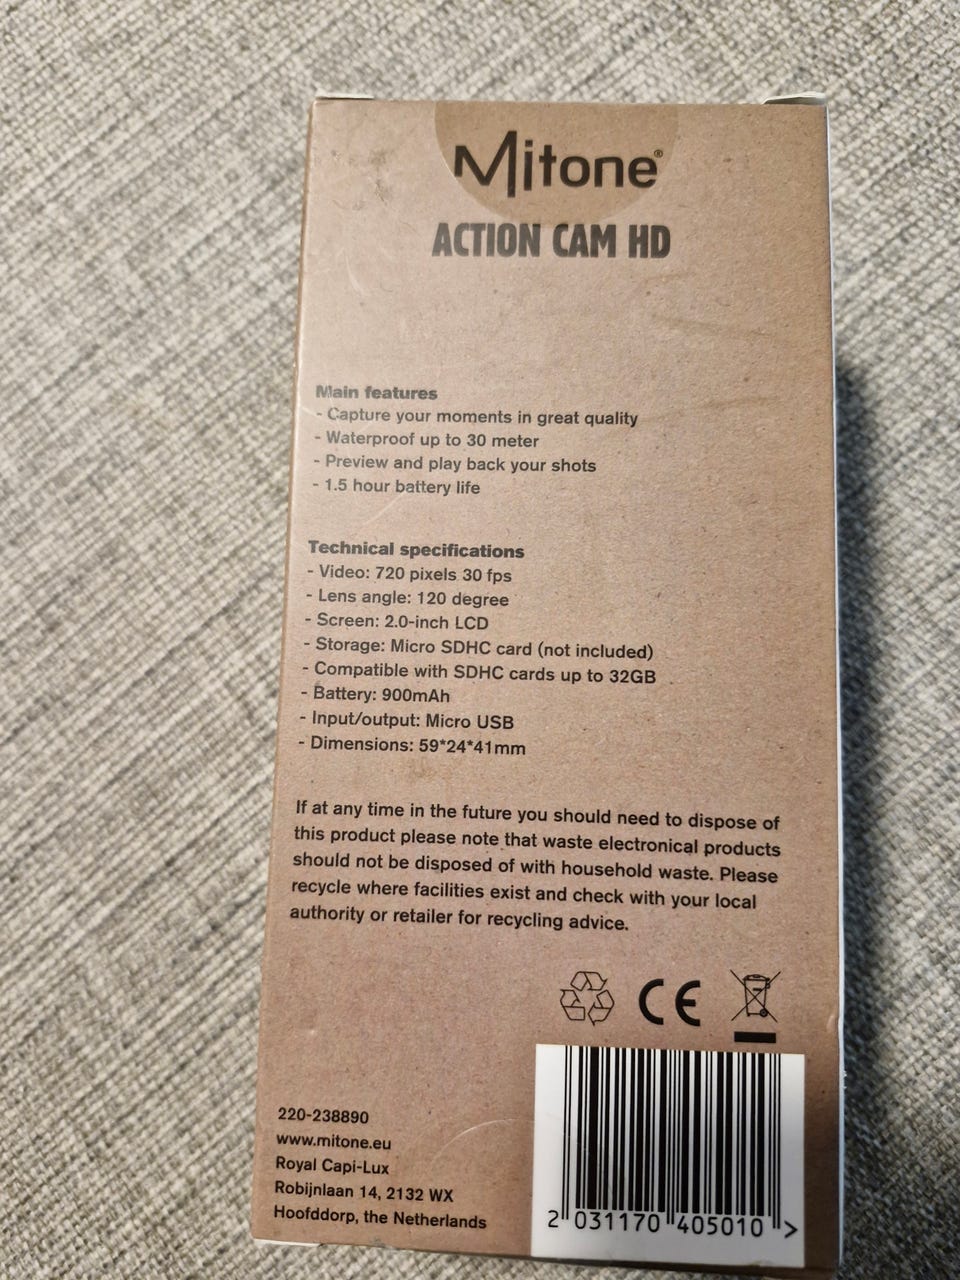 Mitone®
ACTION CAM HD
Main features
- Capture your moments in great quality
- Waterproof up to 30 meter
- Preview and play back your shots
- 1.5 hour battery life
Technical specifications
- Video: 720 pixels 30 fps
- Lens angle: 120 degree
- Screen: 2.0-inch LCD
- Storage: Micro SDHC card (not included)
- Compatible with SDHC cards up to 32GB
- Battery: 900mAh
- Input/output: Micro USB
- Dimensions: 59*24*41mm
If at any time in the future you should need to dispose of
this product please note that waste electronical products
should not be disposed of with household waste. Please
recycle where facilities exist and check with your local
authority or retailer for recycling advice.
CE
220-238890
www.mitone.eu
Royal Capi-Lux
Robijnlaan 14, 2132 WX
Hoofddorp, the Netherlands
2 031170 405010 >